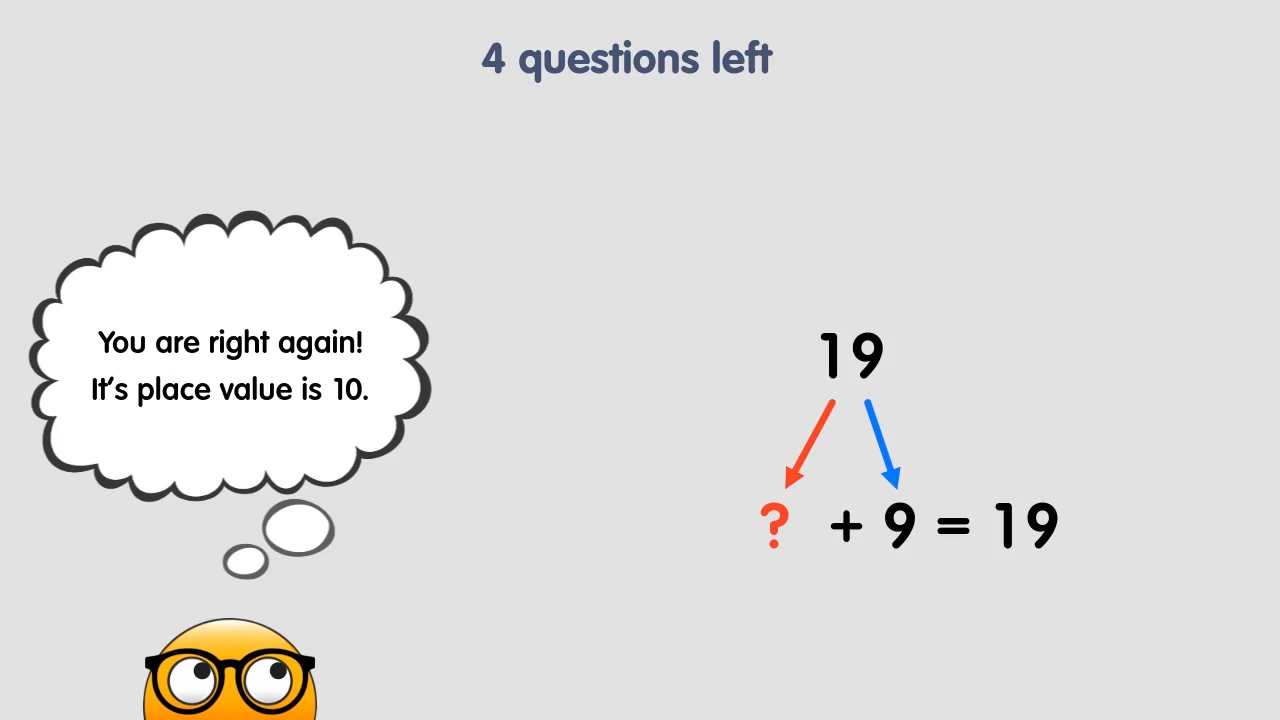 4 questions left
You are right again!
It's place value is 10.
19
? + 9 = 19